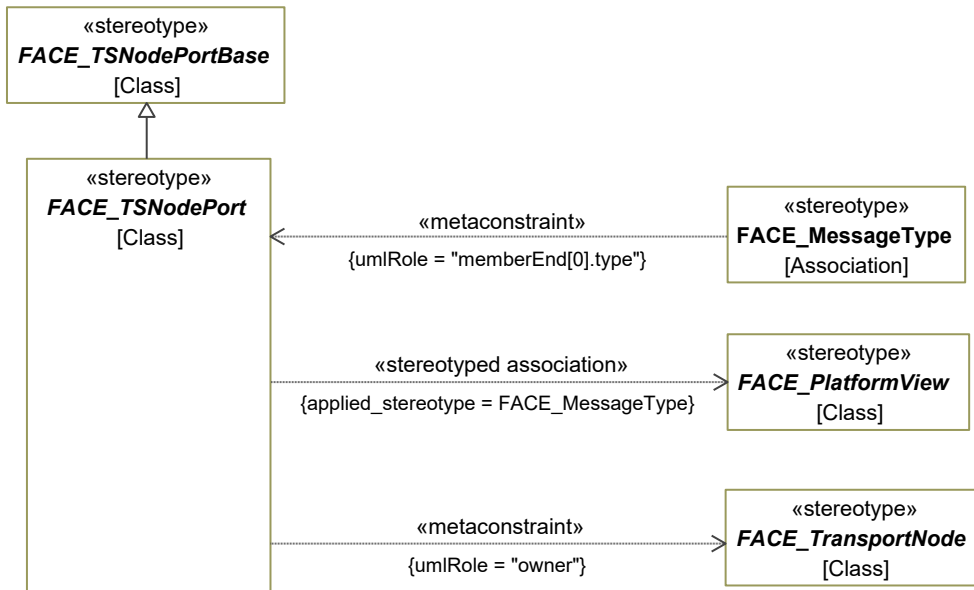 «stereotype»
FACE_TSNodePortBase
[Class]
«stereotype»
FACE_TSNodePort
[Class]
«metaconstraint»
{umlRole = "memberEnd[0].type"}
«stereotype»
FACE_MessageType
[Association]
«stereotyped association»
{applied_stereotype = FACE_MessageType}
«stereotype»
FACE_PlatformView
[Class]
«metaconstraint»
{umlRole = "owner"}
«stereotype»
FACE_TransportNode
[Class]